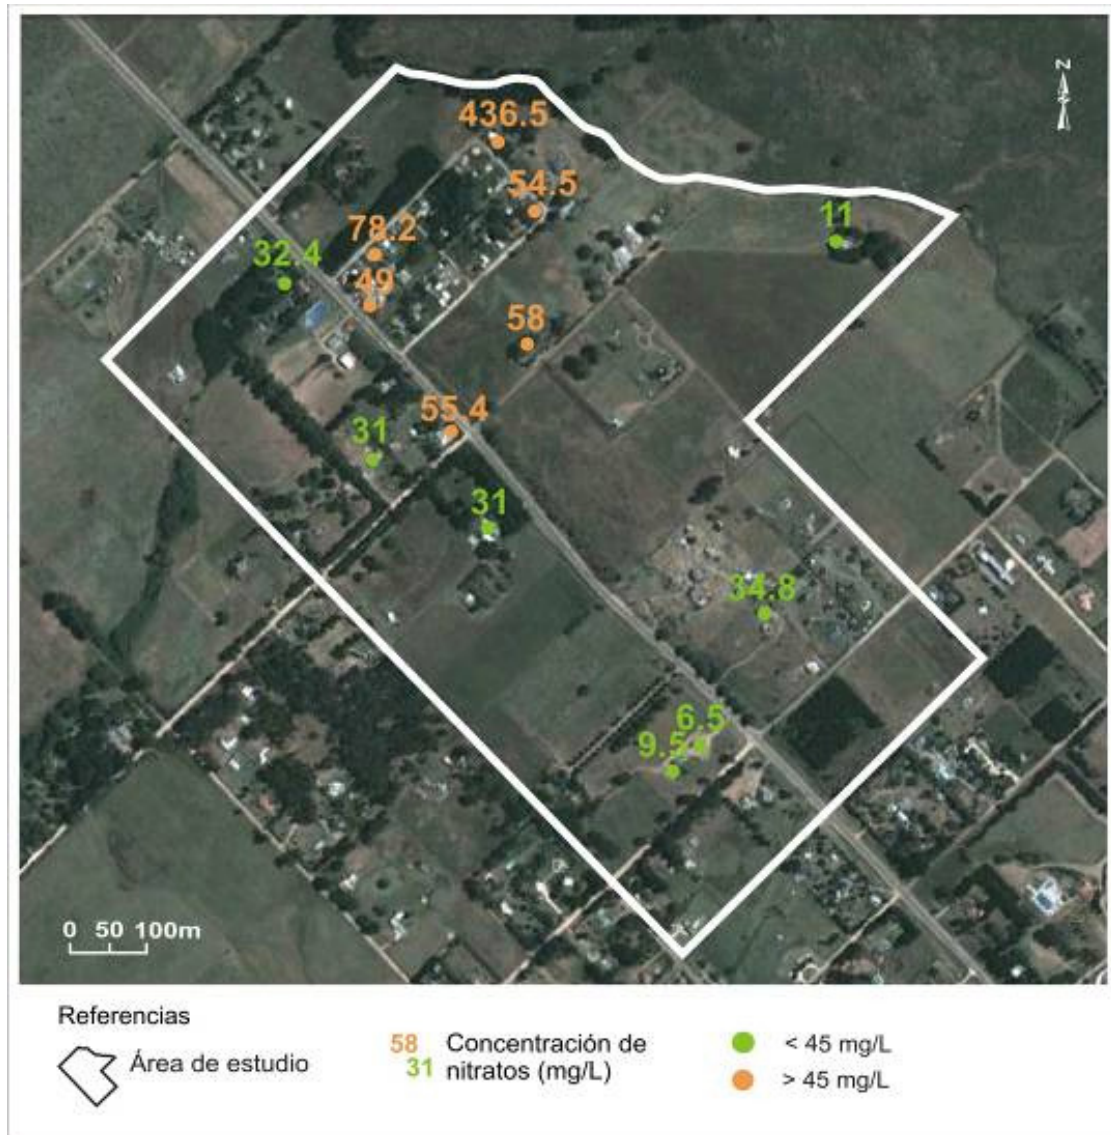 N
436.5
54.5
78.2
11
32.4
49
58
55.4
31
31
34.8
6.5
9.5
0 50 100m
Referencias
Área de estudio
58
31
Concentración de
nitratos (mg/L)
< 45 mg/L
> 45 mg/L